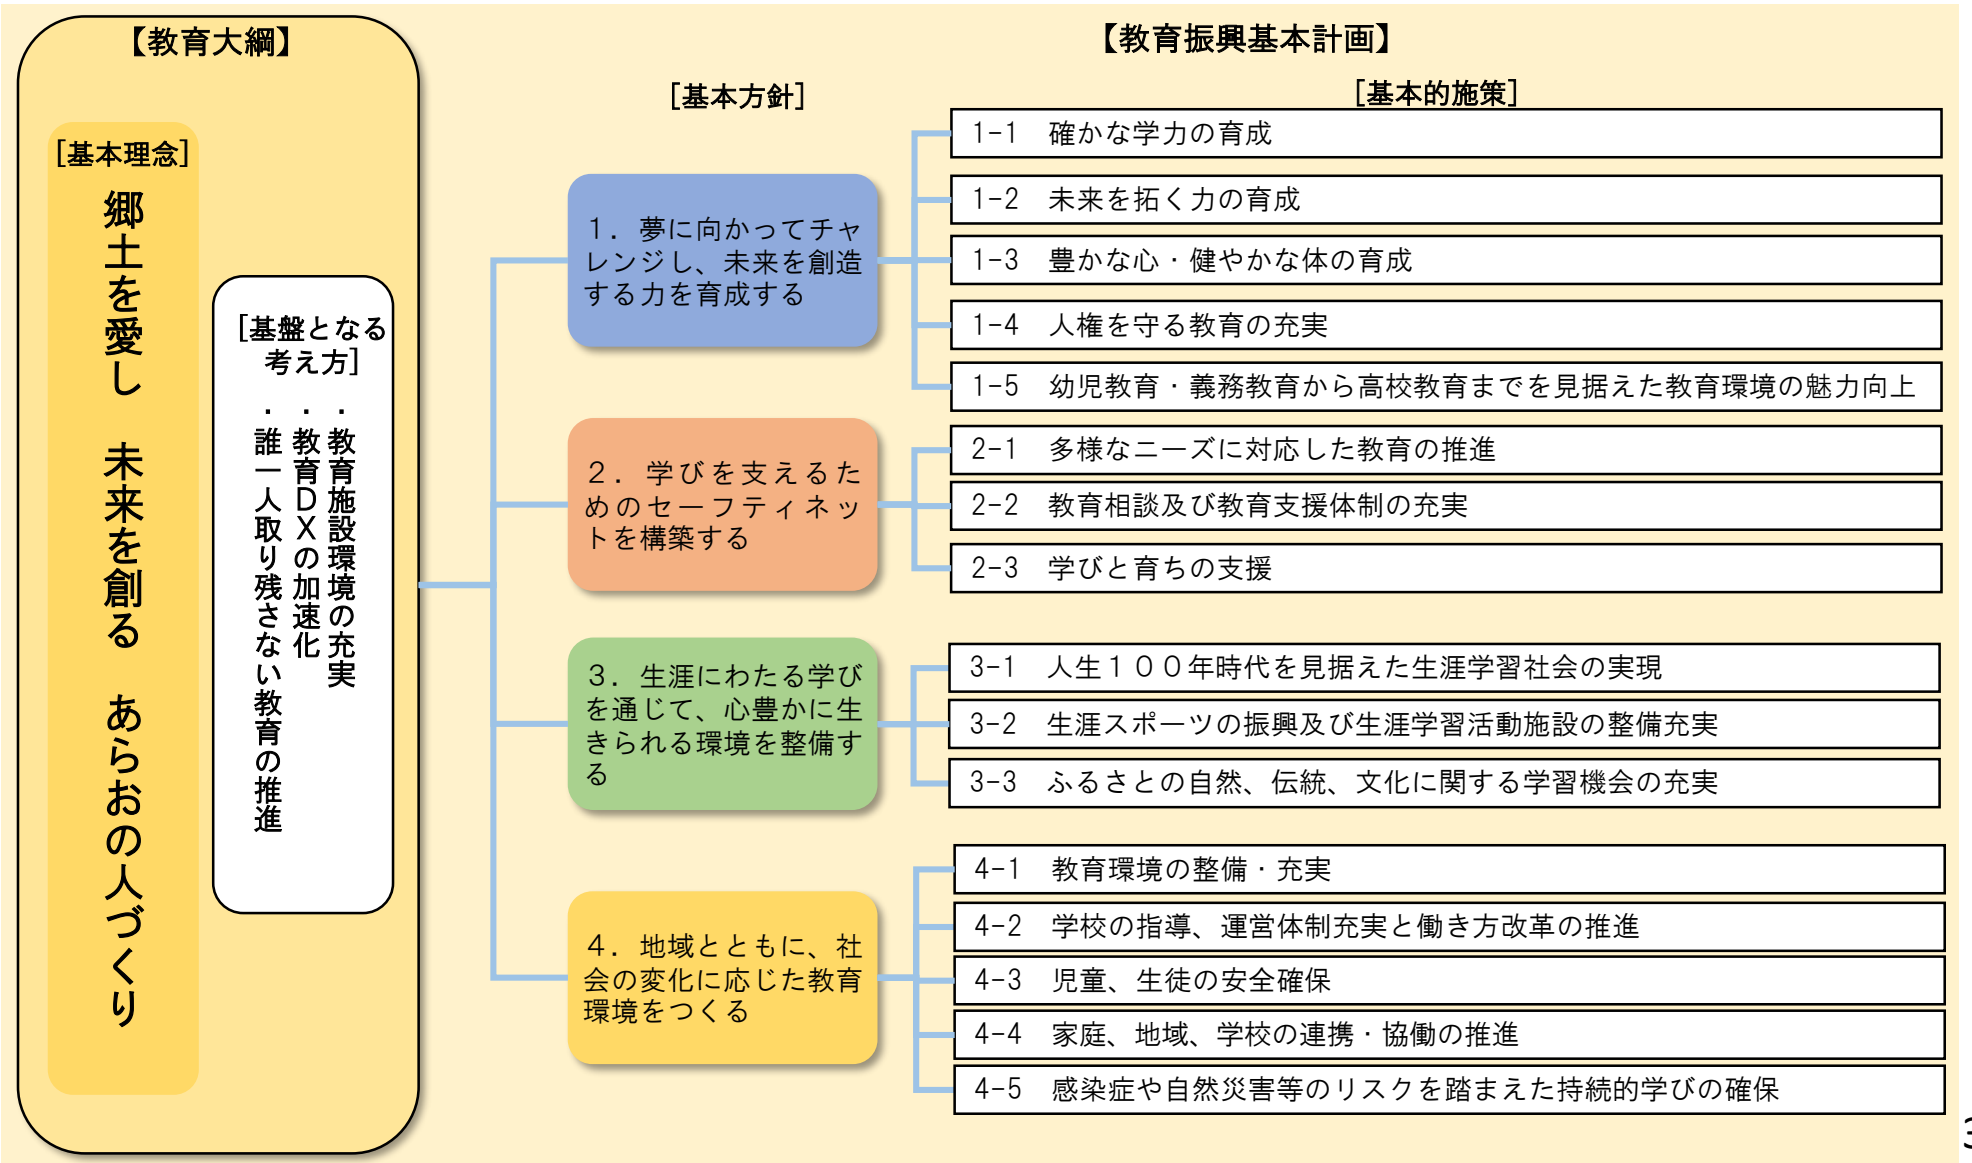 【教育大綱】
[基本理念]
郷土を愛し　未来を創る　あらおの人づくり
[基盤となる
考え方]
・教育施設環境の充実
・教育ＤＸの加速化
・誰一人取り残さない教育の推進
【教育振興基本計画】
[基本方針]
[基本的施策]
１．夢に向かってチャ
レンジし、未来を創造
する力を育成する
1-1　確かな学力の育成
1-2　未来を拓く力の育成
1-3　豊かな心・健やかな体の育成
1-4　人権を守る教育の充実
1-5　幼児教育・義務教育から高校教育までを見据えた教育環境の魅力向上
２．学びを支えるた
めのセーフティネッ
トを構築する
2-1　多様なニーズに対応した教育の推進
2-2　教育相談及び教育支援体制の充実
2-3　学びと育ちの支援
３．生涯にわたる学び
を通じて、心豊かに生
きられる環境を整備す
る
3-1　人生１００年時代を見据えた生涯学習社会の実現
3-2　生涯スポーツの振興及び生涯学習活動施設の整備充実
3-3　ふるさとの自然、伝統、文化に関する学習機会の充実
４．地域とともに、社
会の変化に応じた教育
環境をつくる
4-1　教育環境の整備・充実
4-2　学校の指導、運営体制充実と働き方改革の推進
4-3　児童、生徒の安全確保
4-4　家庭、地域、学校の連携・協働の推進
4-5　感染症や自然災害等のリスクを踏まえた持続的学びの確保